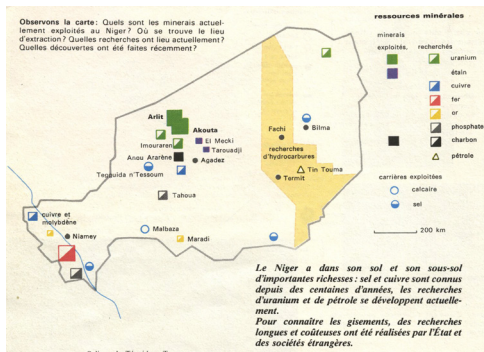 Observons la carte: Quels sont les minerais actuel-
lement exploités au Niger? Où se trouve le lieu
d'extraction? Quelles recherches ont lieu actuellement?
Quelles découvertes ont été faites récemment?
ressources minérales
minerais
exploités,
recherchés
uranium
étain
cuivre
fer
or
phosphate
charbon
pétrole
carrières exploitées
calcaire
sel
200 km
Arlit
Akouta
El Mecki
Tarouadji
Imouraren
AnouArarène
Agadez
Teguidda n'Tessoum
Tahoua
Fachi
Bilma
recherches
d'hydrocarbures
Tin Touma
Termit
cuivre et
molybdène
Niamey
Malbaza
Maradi
Le Niger a dans son sol et son sous-sol
d'importantes richesses : sel et cuivre sont connus
depuis des centaines d'années, les recherches
d'uranium et de pétrole se développent actuelle-
ment.
Pour connaître les gisements, des recherches
longues et coûteuses ont été réalisées par l'État et
des sociétés étrangères.